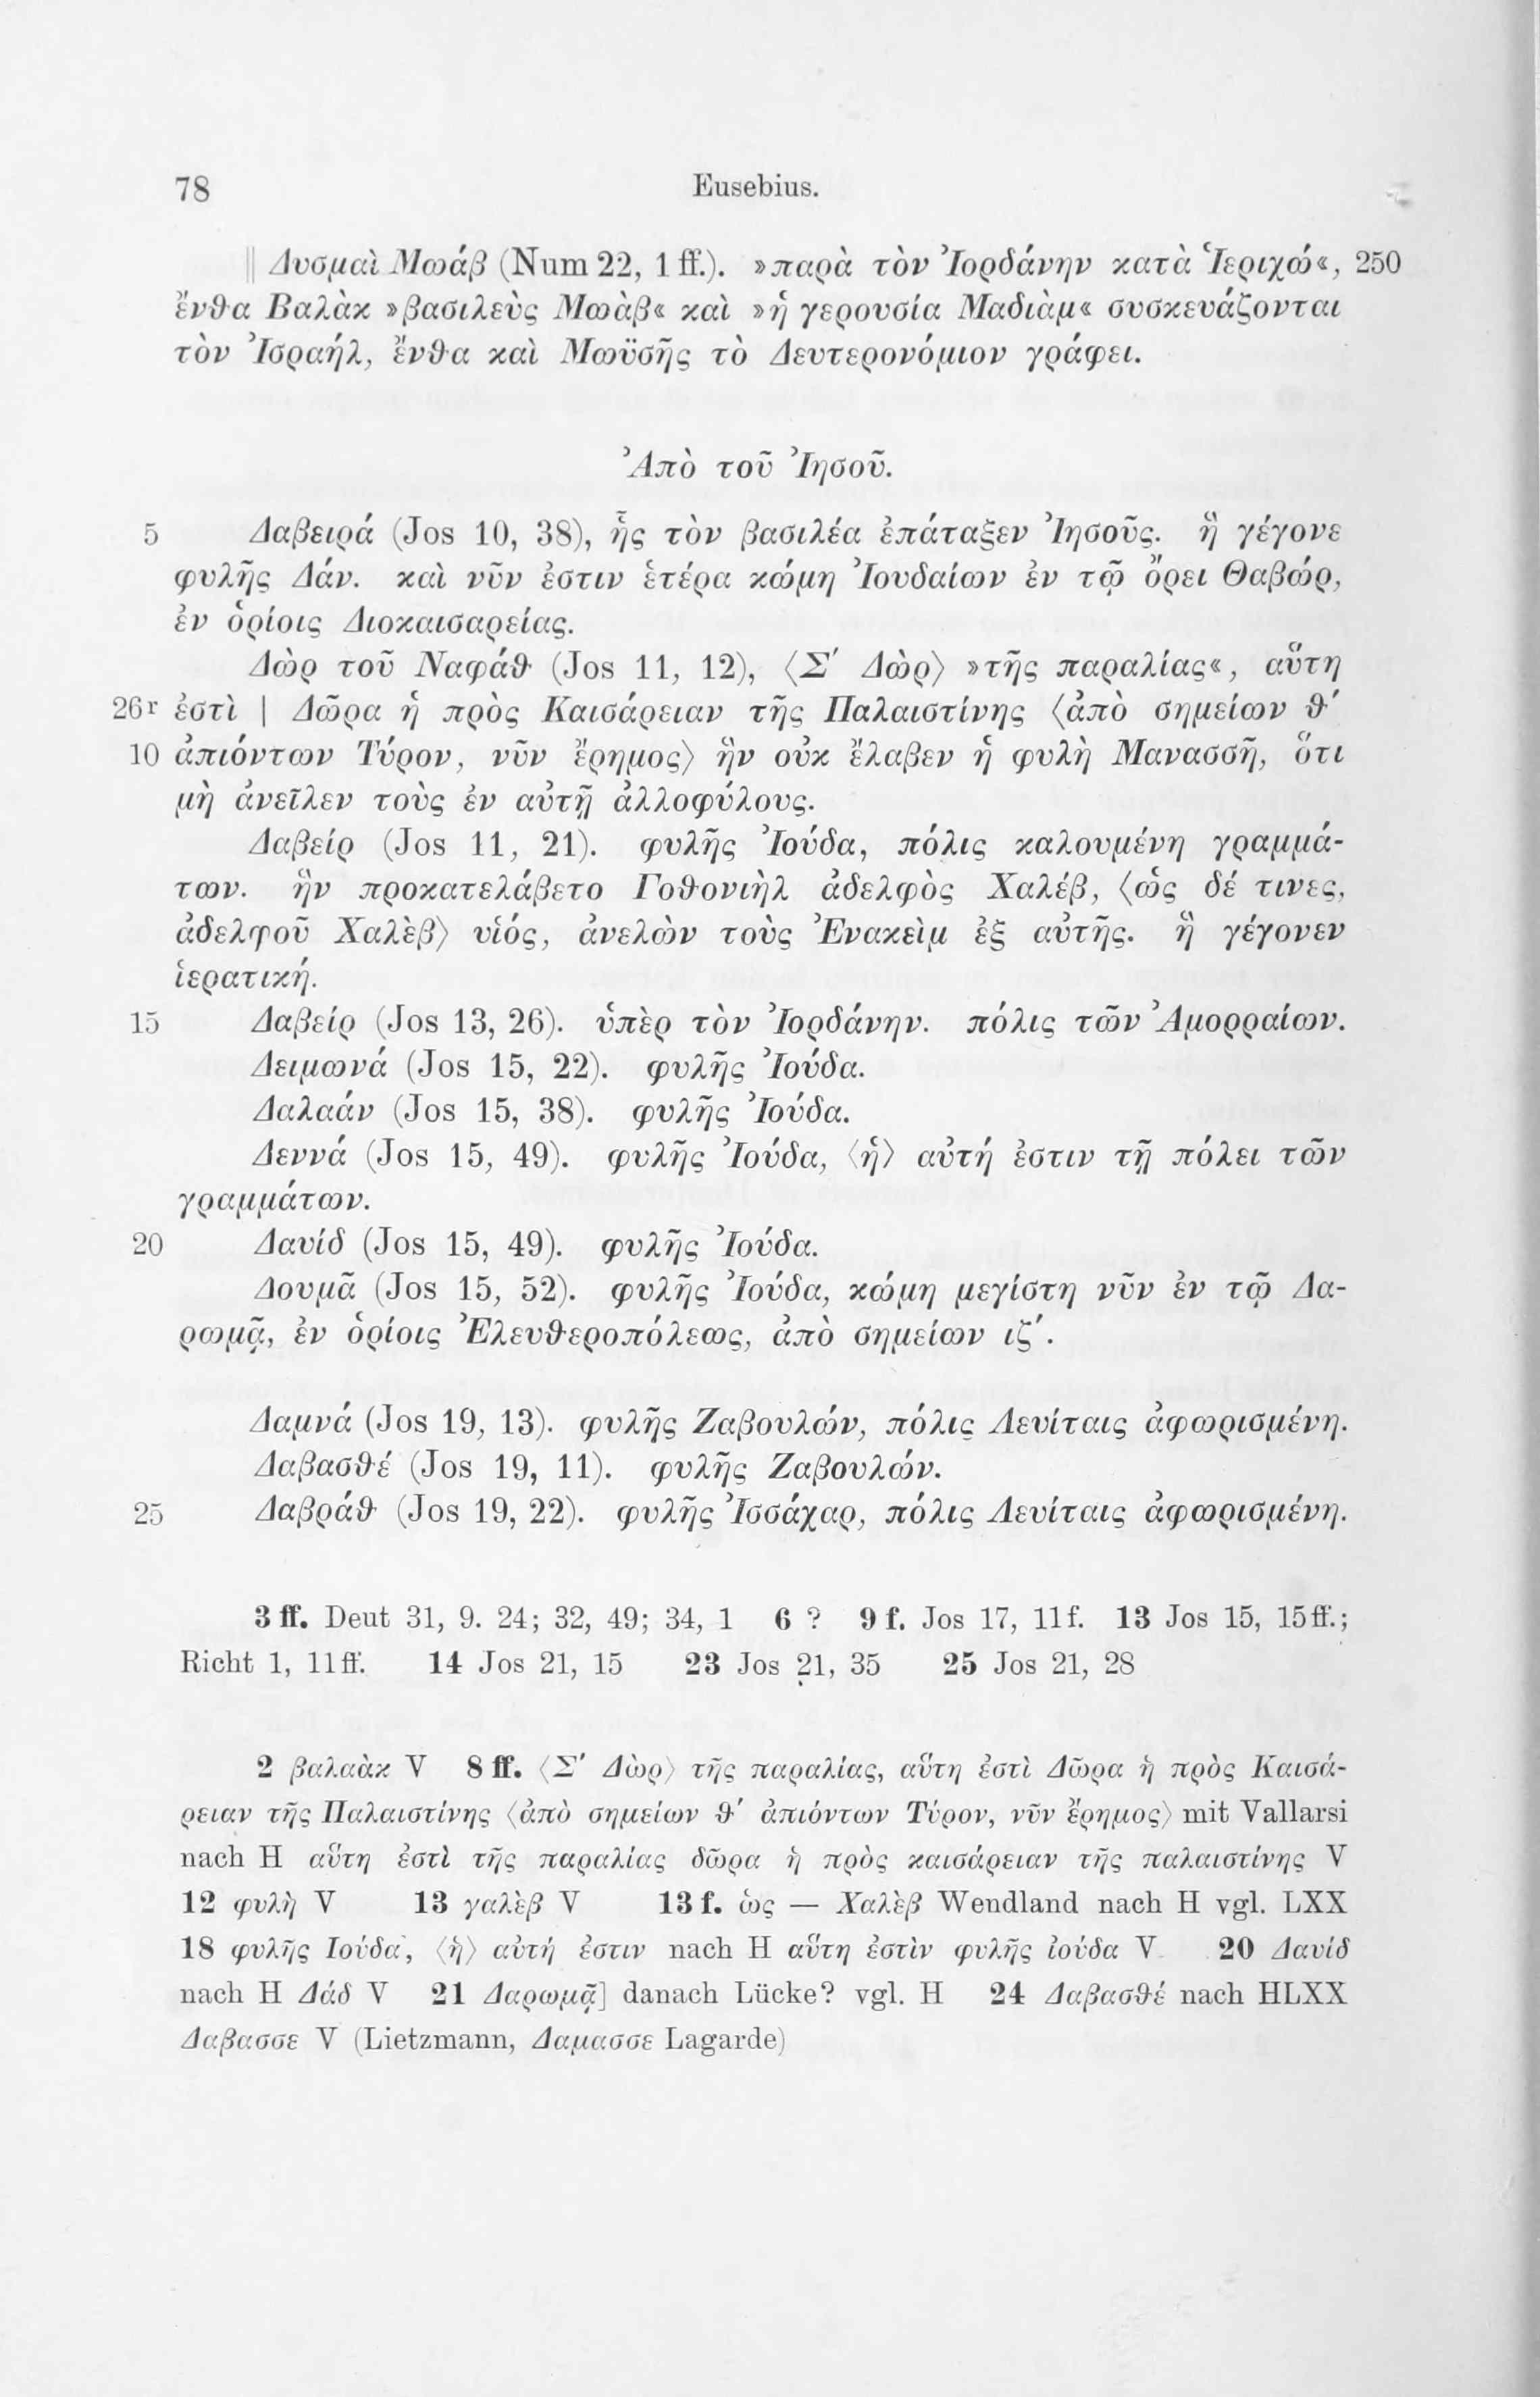 78 Eusebius.
‖ Δυσμαὶ Μωάβ (Num 22, 1 ff.). »παρὰ τὸν Ἰορδάνην κατὰ Ἱεριχώ«, 250
ἔνθα Βαλὰκ »βασιλεὺς Μωὰβ« καὶ »ἡ γερουσία Μαδιὰμ« συσκευάζονται
τὸν Ἰσραήλ, ἔνθα καὶ Μωϋσῆς τὸ Δευτερονόμιον γράφει.
Ἀπὸ τοῦ Ἰησοῦ.
5 Δαβειρά (Jos 10, 38), ἧς τὸν βασιλέα ἐπάταξεν Ἰησοῦς. ἣ γέγονε
φυλῆς Δάν. καὶ νῦν ἐστιν ἑτέρα κώμη Ἰουδαίων ἐν τῷ ὄρει Θαβώρ,
ἐν ὁρίοις Διοκαισαρείας.
Δὼρ τοῦ Ναφάθ (Jos 11, 12), ⟨Σ′ Δὼρ⟩ »τῆς παραλίας«, αὕτη
26r ἐστὶ | Δῶρα ἡ πρὸς Καισάρειαν τῆς Παλαιστίνης ⟨ἀπὸ σημείων θ′
10 ἀπιόντων Τύρον, νῦν ἔρημος⟩ ἣν οὐκ ἔλαβεν ἡ φυλὴ Μανασσῆ, ὅτι
μὴ ἀνεῖλεν τοὺς ἐν αὐτῇ ἀλλοφύλους.
Δαβείρ (Jos 11, 21). φυλῆς Ἰούδα, πόλις καλουμένη γραμμά-
των. ἣν προκατελάβετο Γοθονιὴλ ἀδελφὸς Χαλέβ, ⟨ὡς δέ τινες,
ἀδελφοῦ Χαλὲβ⟩ υἱός, ἀνελὼν τοὺς Ἐνακεὶμ ἐξ αὐτῆς. ἣ γέγονεν
ἱερατική.
15 Δαβείρ (Jos 13, 26). ὑπὲρ τὸν Ἰορδάνην. πόλις τῶν Ἀμορραίων.
Δειμωνά (Jos 15, 22). φυλῆς Ἰούδα.
Δαλαάν (Jos 15, 38). φυλῆς Ἰούδα.
Δεννά (Jos 15, 49). φυλῆς Ἰούδα, ⟨ἡ⟩ αὐτή ἐστιν τῇ πόλει τῶν
γραμμάτων.
20 Δαυίδ (Jos 15, 49). φυλῆς Ἰούδα.
Δουμᾶ (Jos 15, 52). φυλῆς Ἰούδα, κώμη μεγίστη νῦν ἐν τῷ Δα-
ρωμᾷ, ἐν ὁρίοις Ἐλευθεροπόλεως, ἀπὸ σημείων ιζ′.
Δαμνά (Jos 19, 13). φυλῆς Ζαβουλών, πόλις Λευίταις ἀφωρισμένη.
Δαβασθέ (Jos 19, 11). φυλῆς Ζαβουλών.
25 Δαβράθ (Jos 19, 22). φυλῆς Ἰσσάχαρ, πόλις Λευίταις ἀφωρισμένη.
3 ff. Deut 31, 9. 24; 32, 49; 34, 1 6 ? 9 f. Jos 17, 11f. 13 Jos 15, 15ff.;
Richt 1, 11ff. 14 Jos 21, 15 23 Jos 21, 35 25 Jos 21, 28
2 βαλαὰκ V 8 ff. ⟨Σ′ Δὼρ⟩ τῆς παραλίας, αὕτη ἐστὶ Δῶρα ἡ πρὸς Καισά-
ρειαν τῆς Παλαιστίνης ⟨ἀπὸ σημείων θ′ ἀπιόντων Τύρον, νῦν ἔρημος⟩ mit Vallarsi
nach H αὕτη ἐστὶ τῆς παραλίας δῶρα ἡ πρὸς καισάρειαν τῆς παλαιστίνης V
12 φυλὴ V 13 γαλὲβ V 13 f. ὡς — Χαλὲβ Wendland nach H vgl. LXX
18 φυλῆς Ἰούδα, ⟨ἡ⟩ αὐτή ἐστιν nach H αὕτη ἐστὶν φυλῆς ἰούδα V 20 Δαυίδ
nach H Δάδ V 21 Δαρωμᾷ] danach Lücke? vgl. H 24 Δαβασθέ nach HLXX
Δαβασσε V (Lietzmann, Δαμασσε Lagarde)